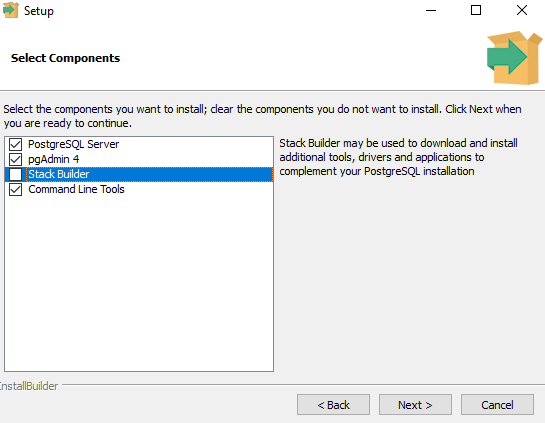 Setup
Select Components
Select the components you want to install; clear the components you do not want to install. Click Next when
you are ready to continue.
PostgreSQL Server
pgAdmin 4
Stack Builder
Command Line Tools
Stack Builder may be used to download and install
additional tools, drivers and applications to
complement your PostgreSQL installation
InstallBuilder
< Back
Next >
Cancel